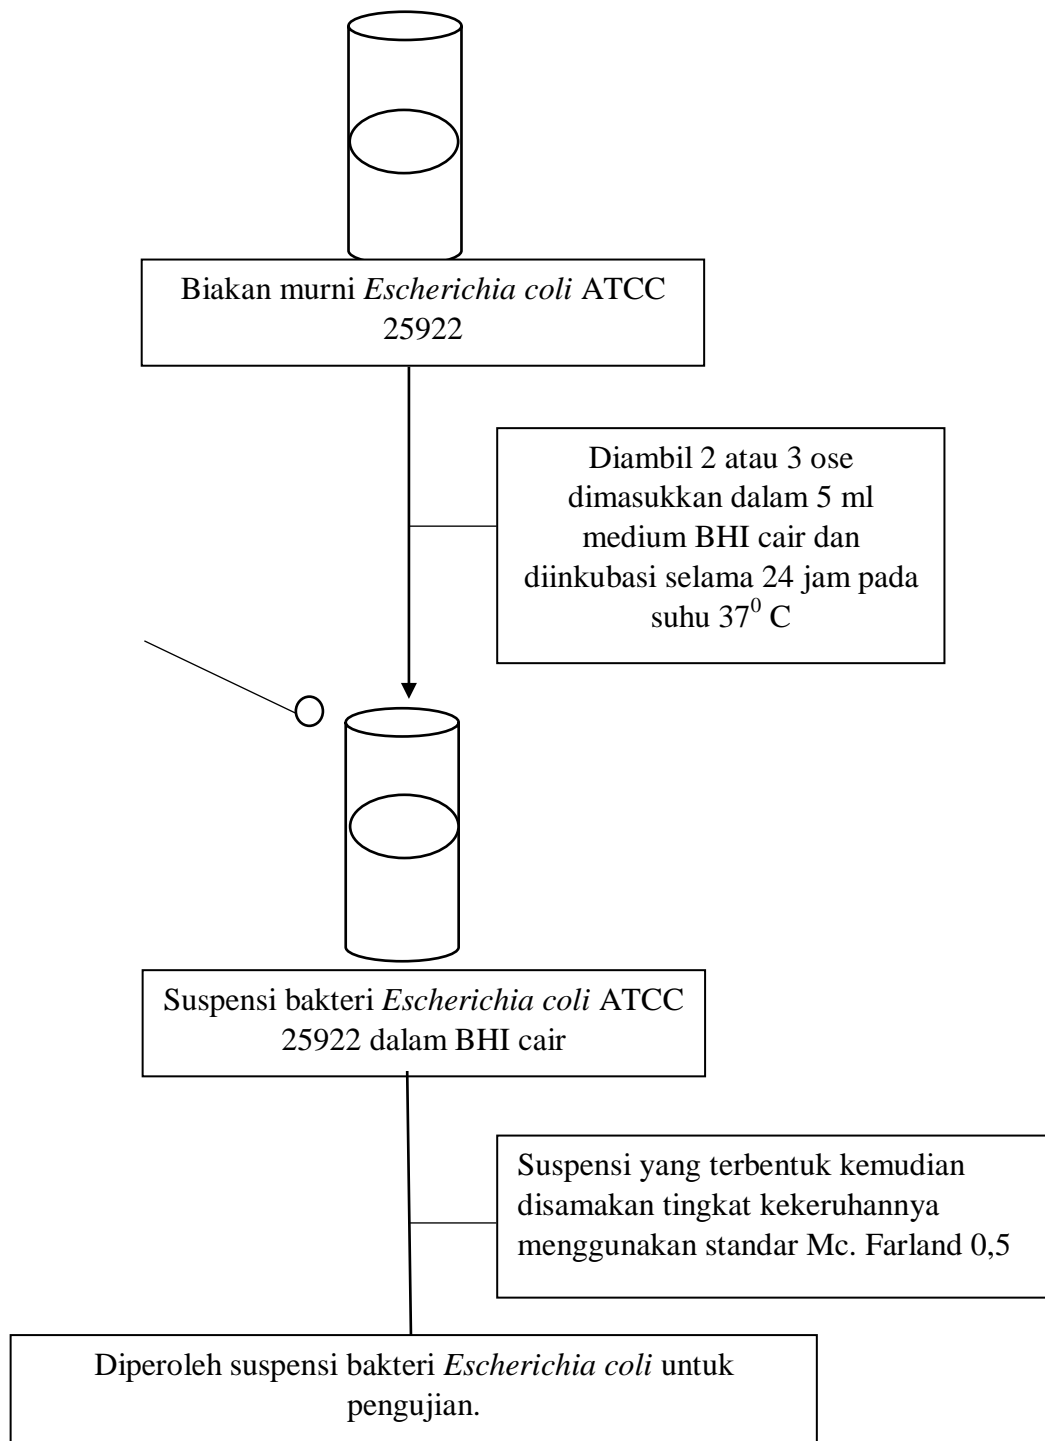 Biakan murni Escherichia coli ATCC
25922
Diambil 2 atau 3 ose
dimasukkan dalam 5 ml
medium BHI cair dan
diinkubasi selama 24 jam pada
suhu 37⁰ C
Suspensi bakteri Escherichia coli ATCC
25922 dalam BHI cair
Suspensi yang terbentuk kemudian
disamakan tingkat kekeruhannya
menggunakan standar Mc. Farland 0,5
Diperoleh suspensi bakteri Escherichia coli untuk
pengujian.